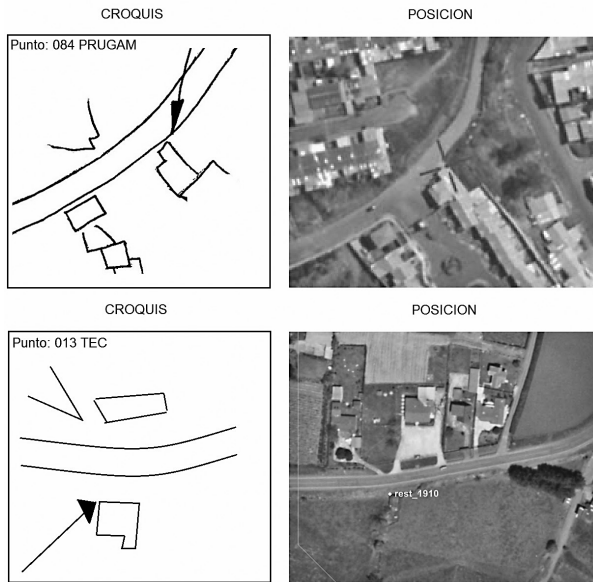 CROQUIS
POSICION
Punto: 084 PRUGAM
CROQUIS
POSICION
Punto: 013 TEC
rest_1910